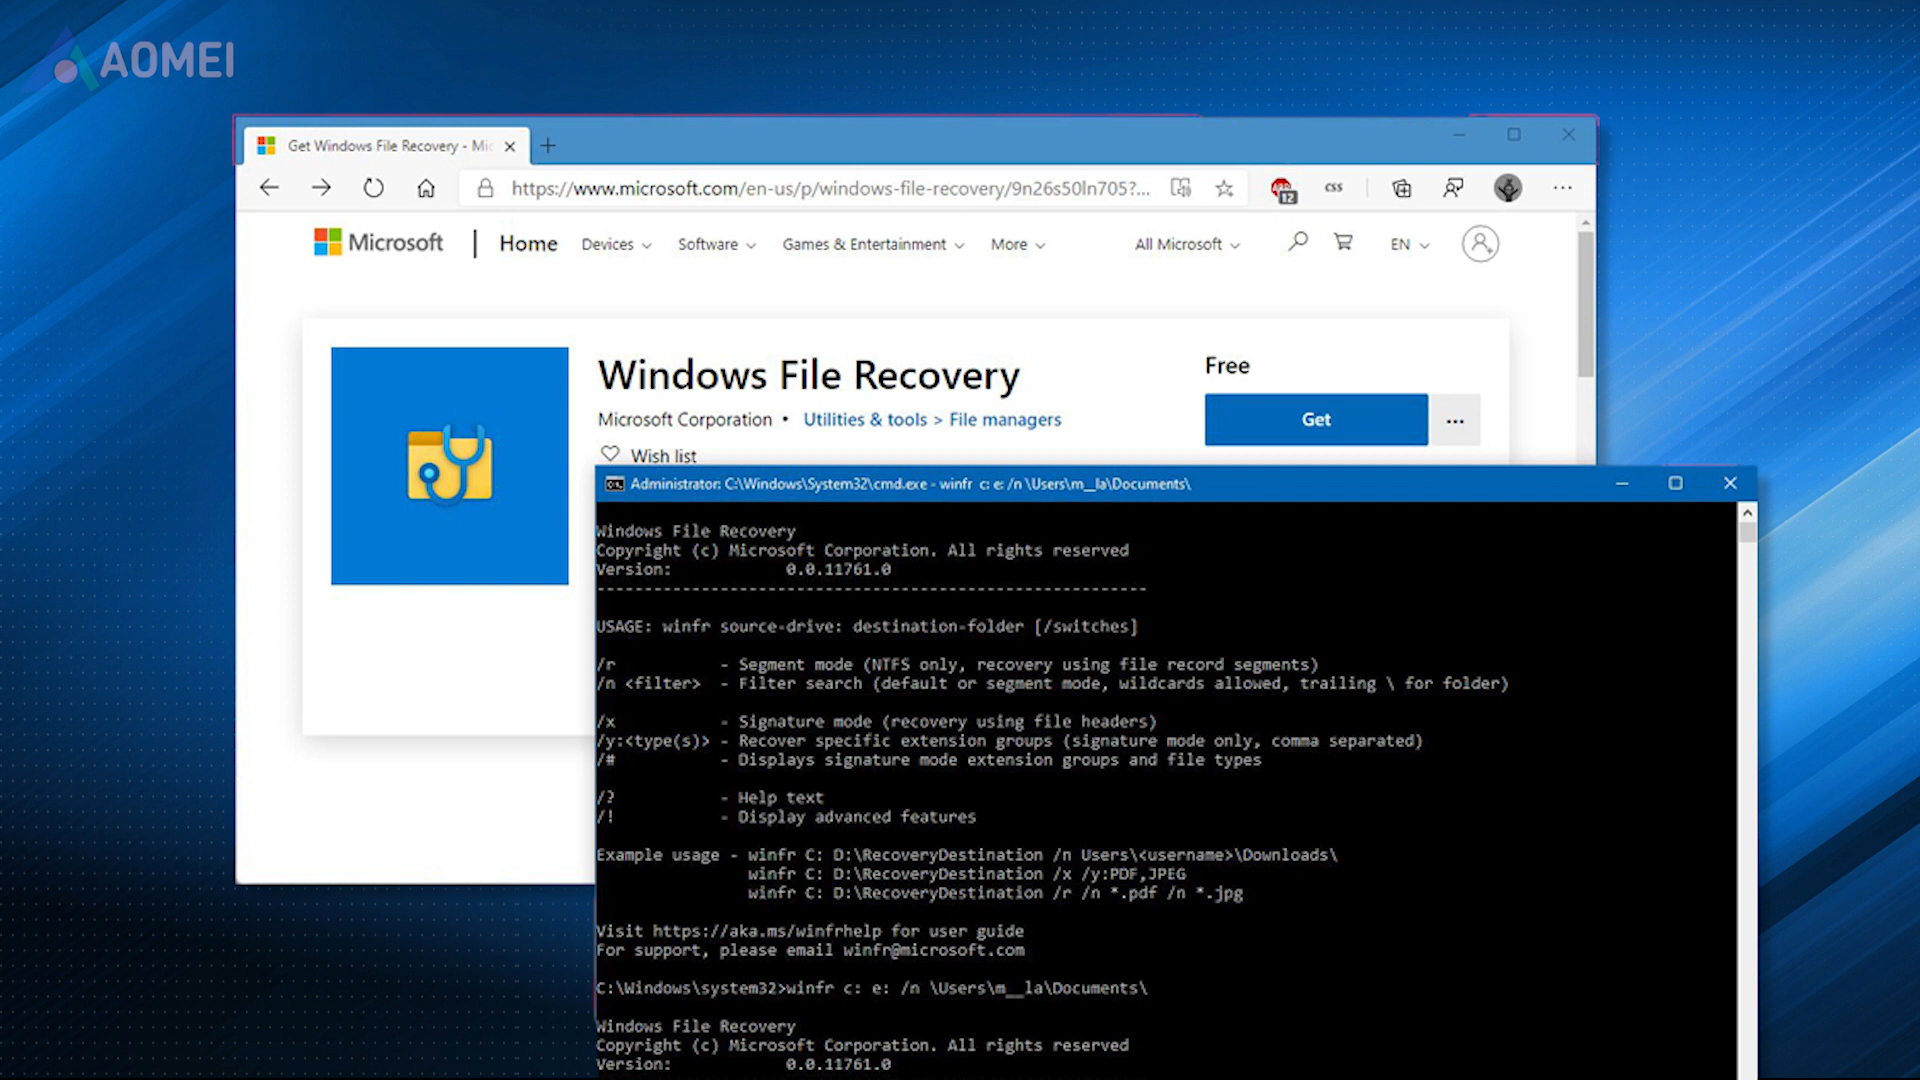 AOMEI
Get Windows File Recovery - Mic
https://www.microsoft.com/en-us/p/windows-file-recovery/9n26s50ln705?...
ABP
12
css
Microsoft
Home
Devices
Software
Games & Entertainment
More
All Microsoft
EN
Windows File Recovery
Free
Microsoft Corporation • Utilities & tools > File managers
Get
Wish list
Administrator: C:\Windows\System32\cmd.exe - winfr c: e: /n \Users\m__la\Documents\
Windows File Recovery
Copyright (c) Microsoft Corporation. All rights reserved
Version: 0.0.11761.0
----------------------------------------------------------
USAGE: winfr source-drive: destination-folder [/switches]
/r - Segment mode (NTFS only, recovery using file record segments)
/n <filter> - Filter search (default or segment mode, wildcards allowed, trailing \ for folder)
/x - Signature mode (recovery using file headers)
/y:<type(s)> - Recover specific extension groups (signature mode only, comma separated)
/# - Displays signature mode extension groups and file types
/? - Help text
/! - Display advanced features
Example usage - winfr C: D:\RecoveryDestination /n Users\<username>\Downloads\
winfr C: D:\RecoveryDestination /x /y:PDF,JPEG
winfr C: D:\RecoveryDestination /r /n *.pdf /n *.jpg
Visit https://aka.ms/winfrhelp for user guide
For support, please email winfr@microsoft.com
C:\Windows\system32>winfr c: e: /n \Users\m__la\Documents\
Windows File Recovery
Copyright (c) Microsoft Corporation. All rights reserved
Version: 0.0.11761.0